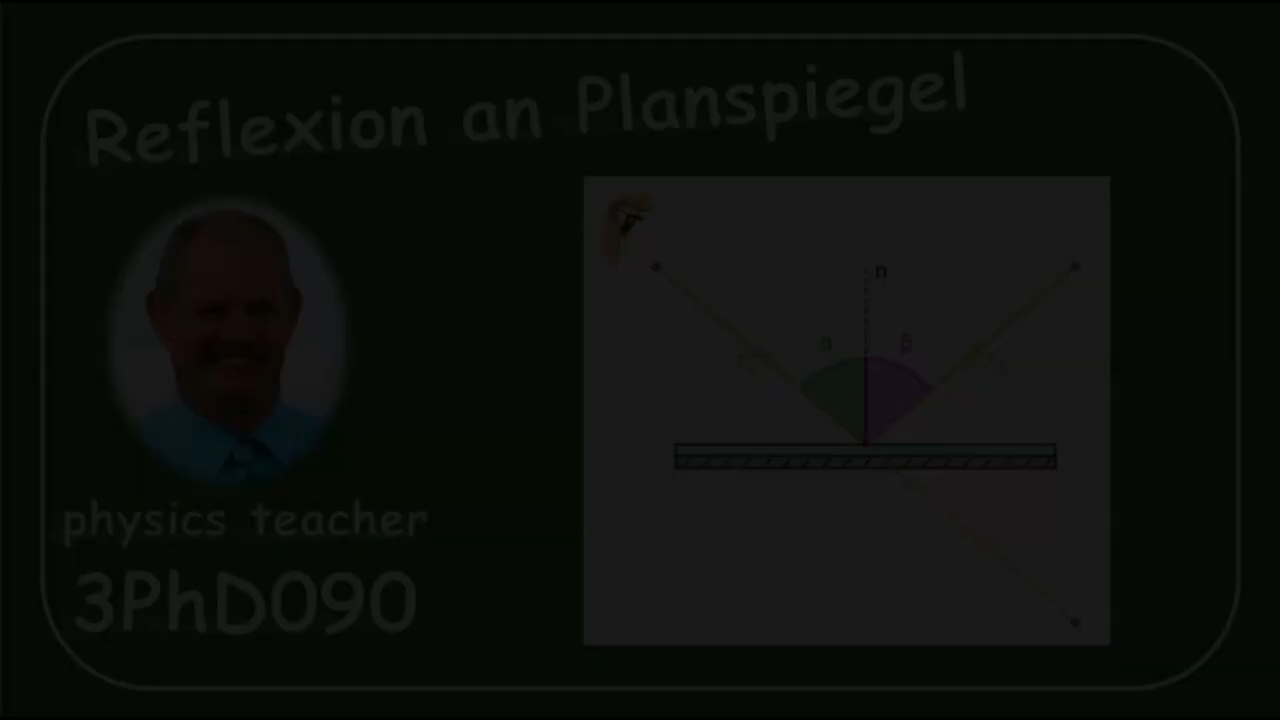 Reflexion an Planspiegel
n
α β
physics teacher
3PhD090